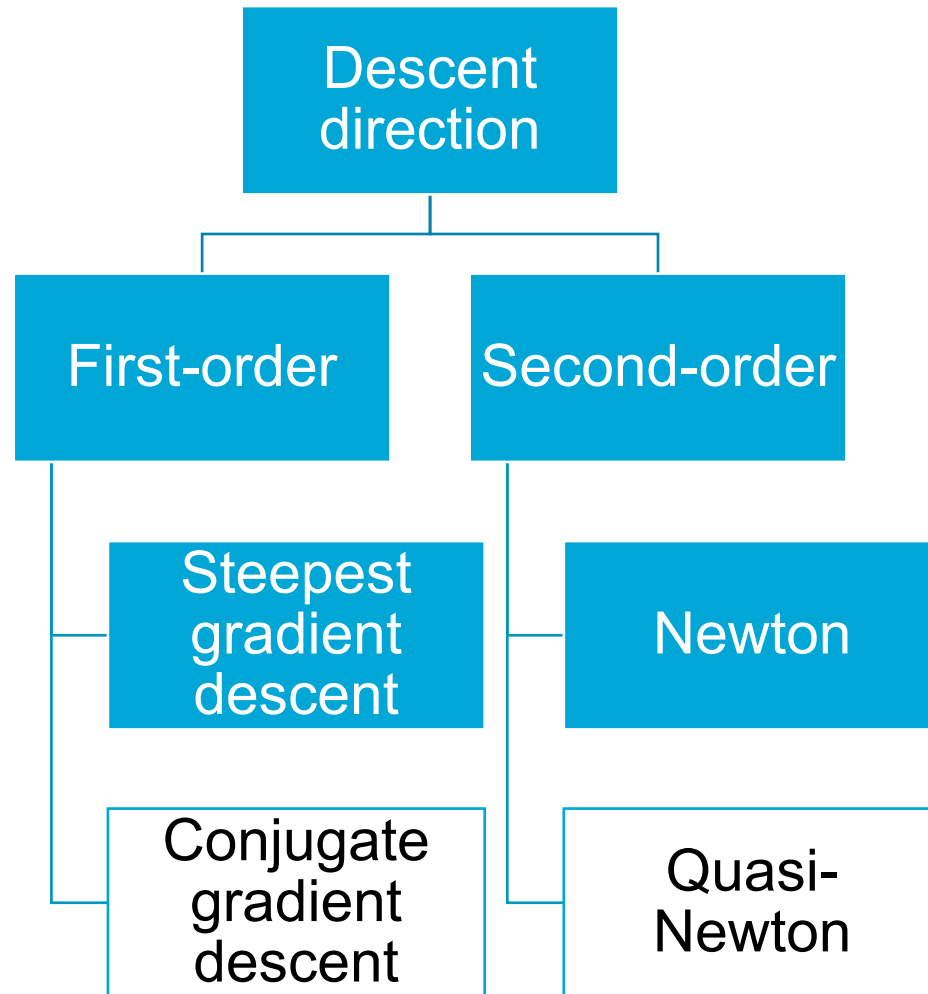 Descent
direction
First-order
Second-order
Steepest
gradient
descent
Newton
Conjugate
gradient
descent
Quasi-
Newton